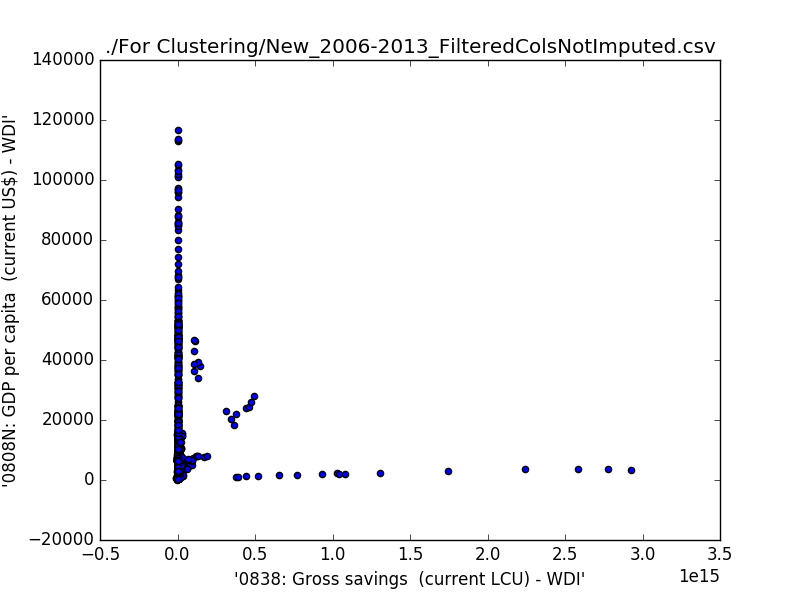 ./For Clustering/New_2006-2013_FilteredColsNotImputed.csv
140000
120000
100000
80000
60000
40000
20000
0
−20000
'0808N: GDP per capita  (current US$) - WDI'
−0.5 0.0 0.5 1.0 1.5 2.0 2.5 3.0 3.5
1e15
'0838: Gross savings  (current LCU) - WDI'